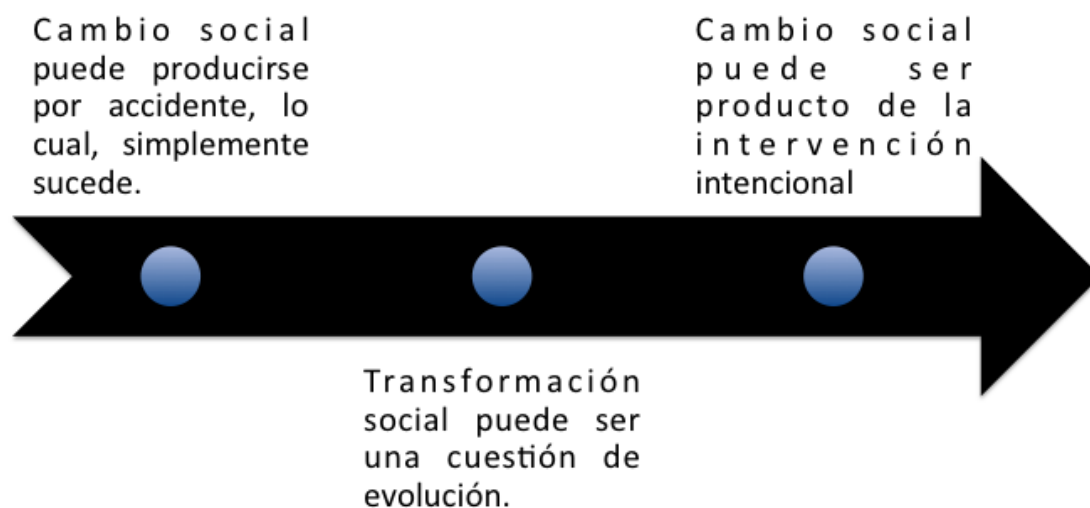 Cambio social
puede producirse
por accidente, lo
cual, simplemente
sucede.
Transformación
social puede ser
una cuestión de
evolución.
Cambio social
puede ser
producto de la
intervención
intencional